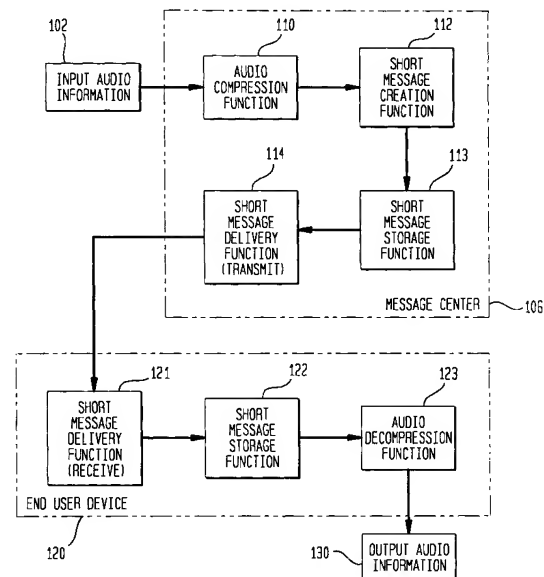 102
INPUT AUDIO
INFORMATION
110
AUDIO
COMPRESSION
FUNCTION
112
SHORT
MESSAGE
CREATION
FUNCTION
114
SHORT
MESSAGE
DELIVERY
FUNCTION
(TRANSMIT)
113
SHORT
MESSAGE
STORAGE
FUNCTION
MESSAGE CENTER
106
121
SHORT
MESSAGE
DELIVERY
FUNCTION
(RECEIVE)
122
SHORT
MESSAGE
STORAGE
FUNCTION
123
AUDIO
DECOMPRESSION
FUNCTION
END USER DEVICE
120
130
OUTPUT AUDIO
INFORMATION